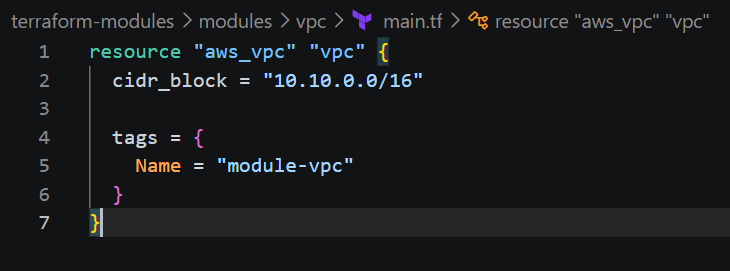 terraform-modules > modules > vpc > main.tf > resource "aws_vpc" "vpc"
1 resource "aws_vpc" "vpc" {
2   cidr_block = "10.10.0.0/16"
3
4   tags = {
5     Name = "module-vpc"
6   }
7 }